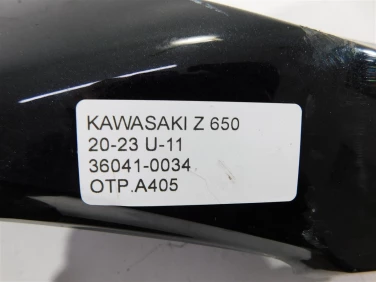 KAWASAKI Z 650
20-23 U-11
36041-0034
OTP.A405